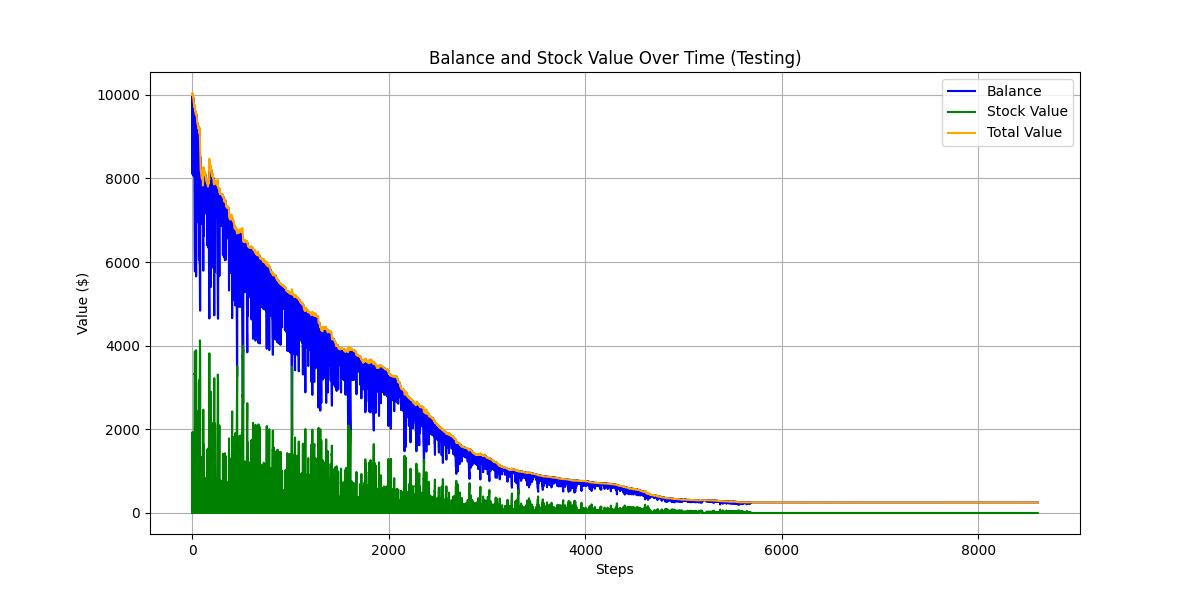 Balance and Stock Value Over Time (Testing)
Balance
Stock Value
Total Value
Value ($)
10000
8000
6000
4000
2000
0
0 2000 4000 6000 8000
Steps